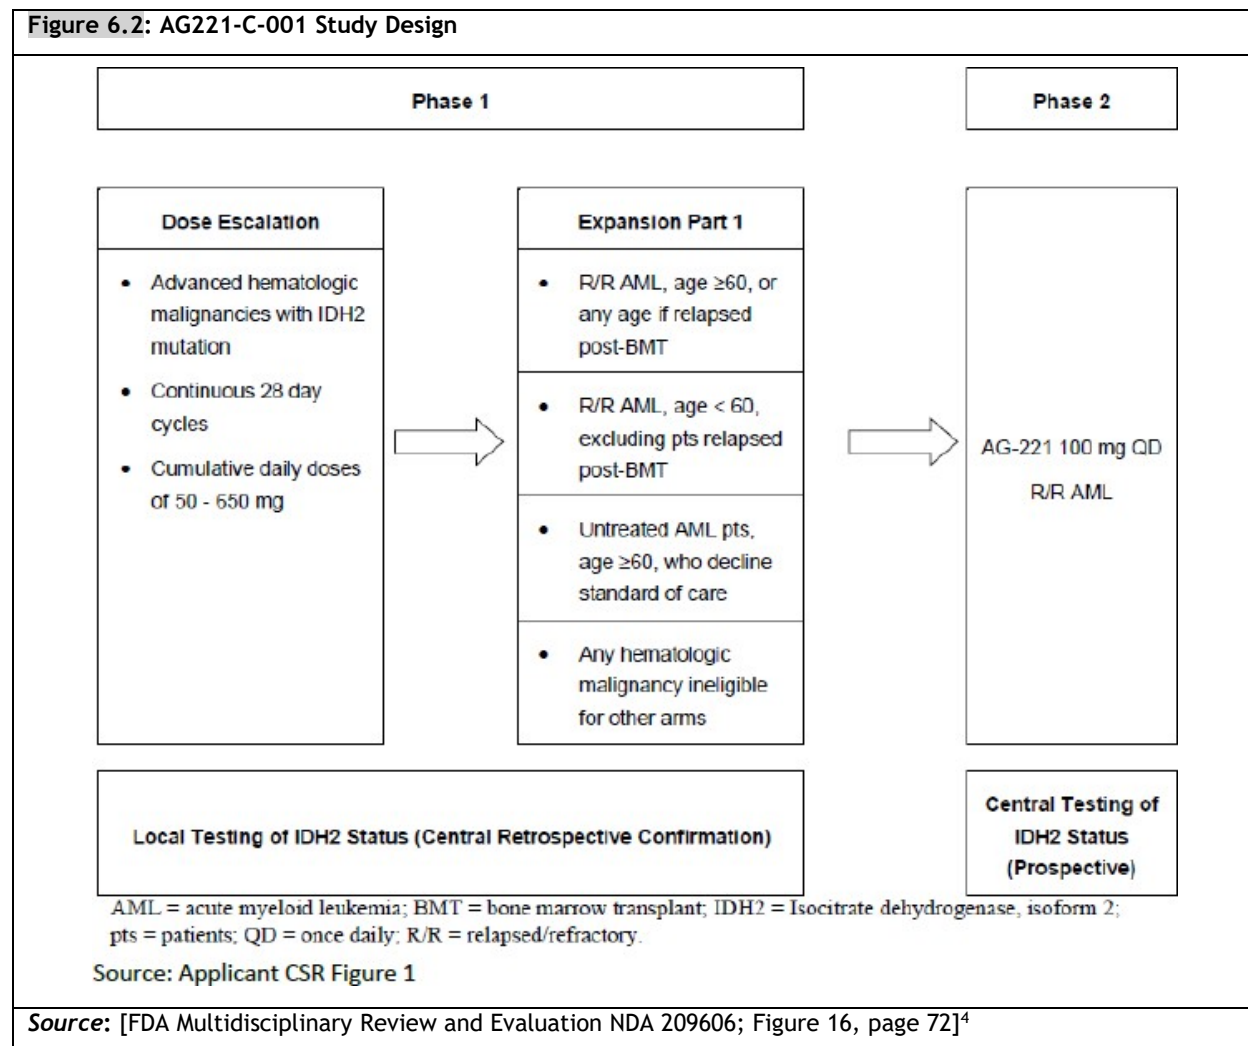 Figure 6.2: AG221-C-001 Study Design
Phase 1
Phase 2
Dose Escalation
• Advanced hematologic
malignancies with IDH2
mutation
• Continuous 28 day
cycles
• Cumulative daily doses
of 50 - 650 mg
Expansion Part 1
• R/R AML, age ≥60, or
any age if relapsed
post-BMT
• R/R AML, age < 60,
excluding pts relapsed
post-BMT
• Untreated AML pts,
age ≥60, who decline
standard of care
• Any hematologic
malignancy ineligible
for other arms
AG-221 100 mg QD
R/R AML
Local Testing of IDH2 Status (Central Retrospective Confirmation)
Central Testing of
IDH2 Status
(Prospective)
AML = acute myeloid leukemia; BMT = bone marrow transplant; IDH2 = Isocitrate dehydrogenase, isoform 2;
pts = patients; QD = once daily; R/R = relapsed/refractory.
Source: Applicant CSR Figure 1
Source: [FDA Multidisciplinary Review and Evaluation NDA 209606; Figure 16, page 72]4